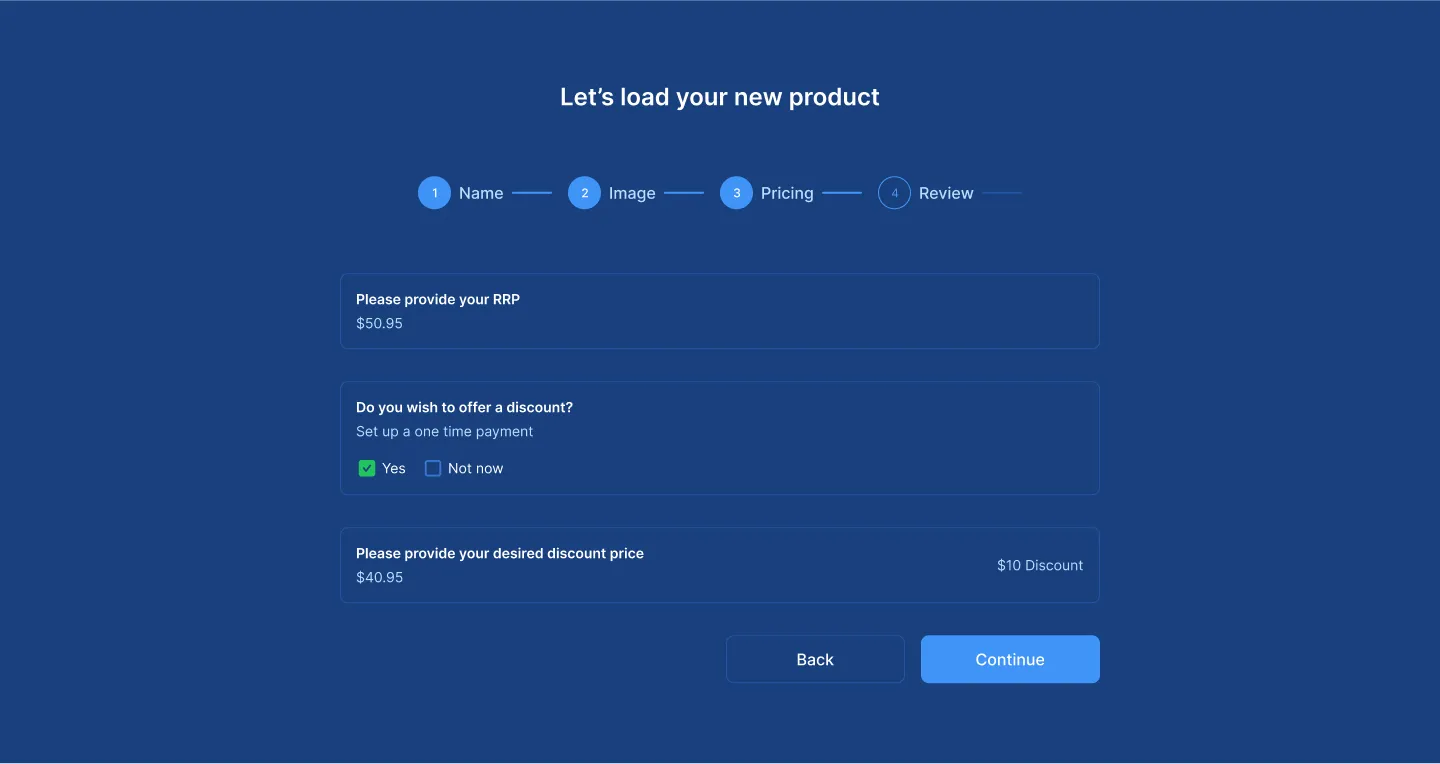 Let’s load your new product
1 Name 2 Image 3 Pricing 4 Review
Please provide your RRP
$50.95
Do you wish to offer a discount?
Set up a one time payment
Yes Not now
Please provide your desired discount price
$40.95
$10 Discount
Back Continue